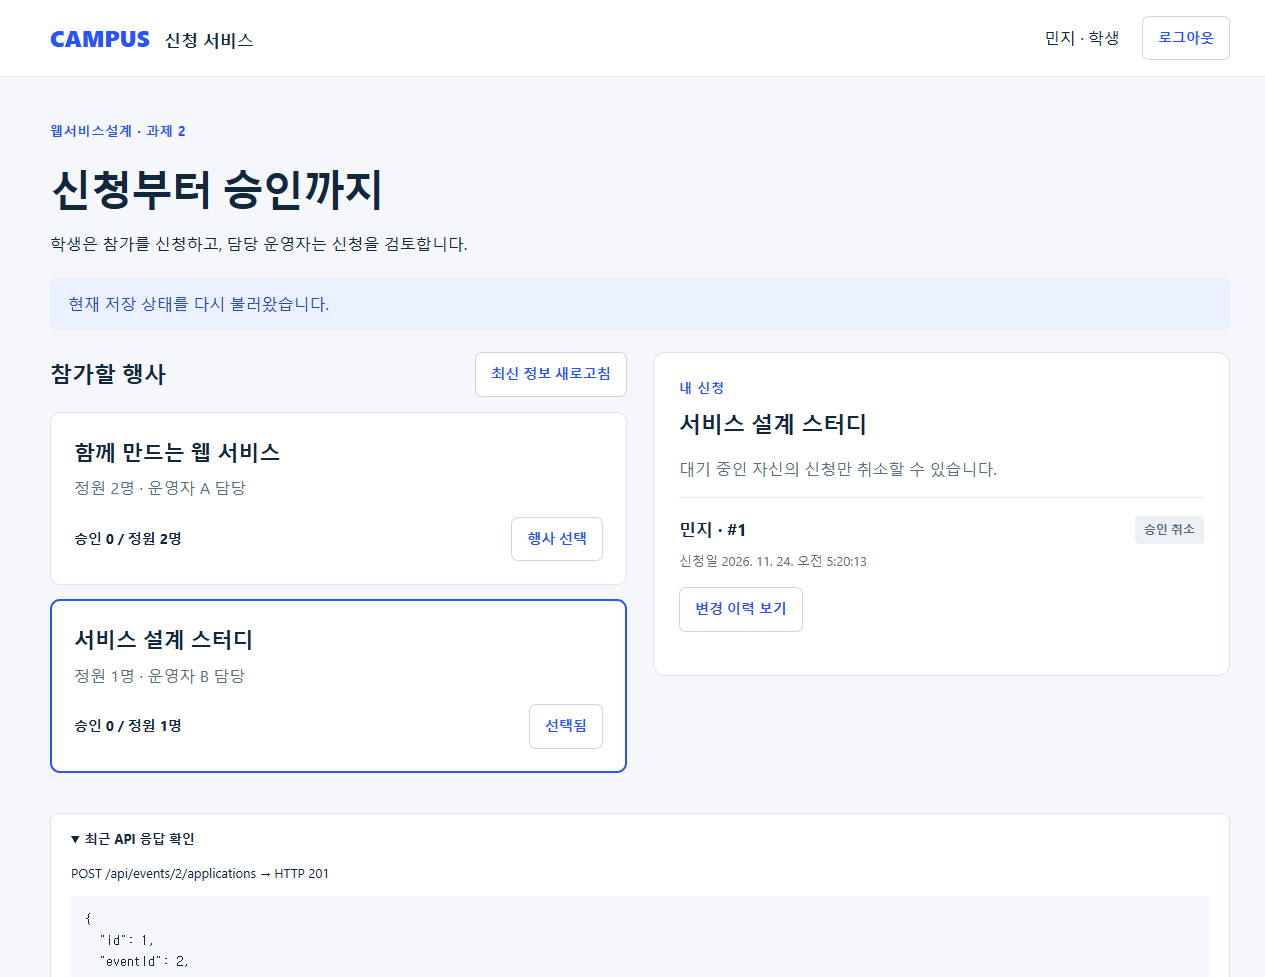 CAMPUS 신청 서비스
민지 · 학생
로그아웃
웹서비스설계 · 과제 2
신청부터 승인까지
학생은 참가를 신청하고, 담당 운영자는 신청을 검토합니다.
현재 저장 상태를 다시 불러왔습니다.
참가할 행사
최신 정보 새로고침
함께 만드는 웹 서비스
정원 2명 · 운영자 A 담당
승인 0 / 정원 2명
행사 선택
서비스 설계 스터디
정원 1명 · 운영자 B 담당
승인 0 / 정원 1명
선택됨
내 신청
서비스 설계 스터디
대기 중인 자신의 신청만 취소할 수 있습니다.
민지 · #1
승인 취소
신청일 2026. 11. 24. 오전 5:20:13
변경 이력 보기
▼ 최근 API 응답 확인
POST /api/events/2/applications → HTTP 201
{
"id": 1,
"eventId": 2,